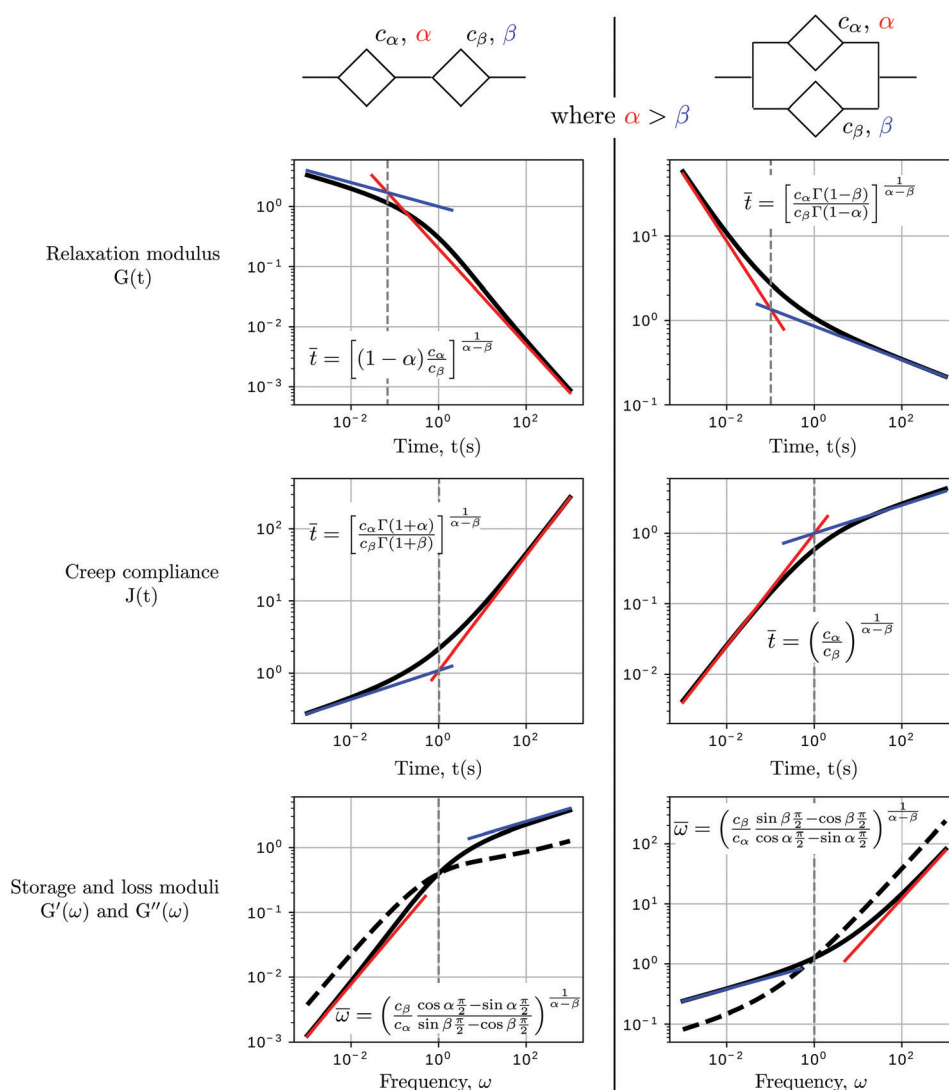 c_α, α c_β, β
c_α, α
where α > β
c_β, β
Relaxation modulus
G(t)
10^0
10^{-1}
10^{-2}
10^{-3}
t̅ = [(1 − α) c_α/c_β]^{1/(α−β)}
10^{-2} 10^0 10^2
Time, t(s)
10^1
10^0
10^{-1}
t̅ = [c_αΓ(1−β)/c_βΓ(1−α)]^{1/(α−β)}
10^{-2} 10^0 10^2
Time, t(s)
Creep compliance
J(t)
10^2
10^1
10^0
t̅ = [c_αΓ(1+α)/c_βΓ(1+β)]^{1/(α−β)}
10^{-2} 10^0 10^2
Time, t(s)
10^0
10^{-1}
10^{-2}
t̅ = (c_α/c_β)^{1/(α−β)}
10^{-2} 10^0 10^2
Time, t(s)
Storage and loss moduli
G′(ω) and G″(ω)
10^0
10^{-1}
10^{-2}
10^{-3}
ω̅ = (c_β/c_α (cos α π/2 − sin α π/2)/(sin β π/2 − cos β π/2))^{1/(α−β)}
10^{-2} 10^0 10^2
Frequency, ω
10^2
10^1
10^0
10^{-1}
ω̅ = (c_β/c_α (sin β π/2 − cos β π/2)/(cos α π/2 − sin α π/2))^{1/(α−β)}
10^{-2} 10^0 10^2
Frequency, ω